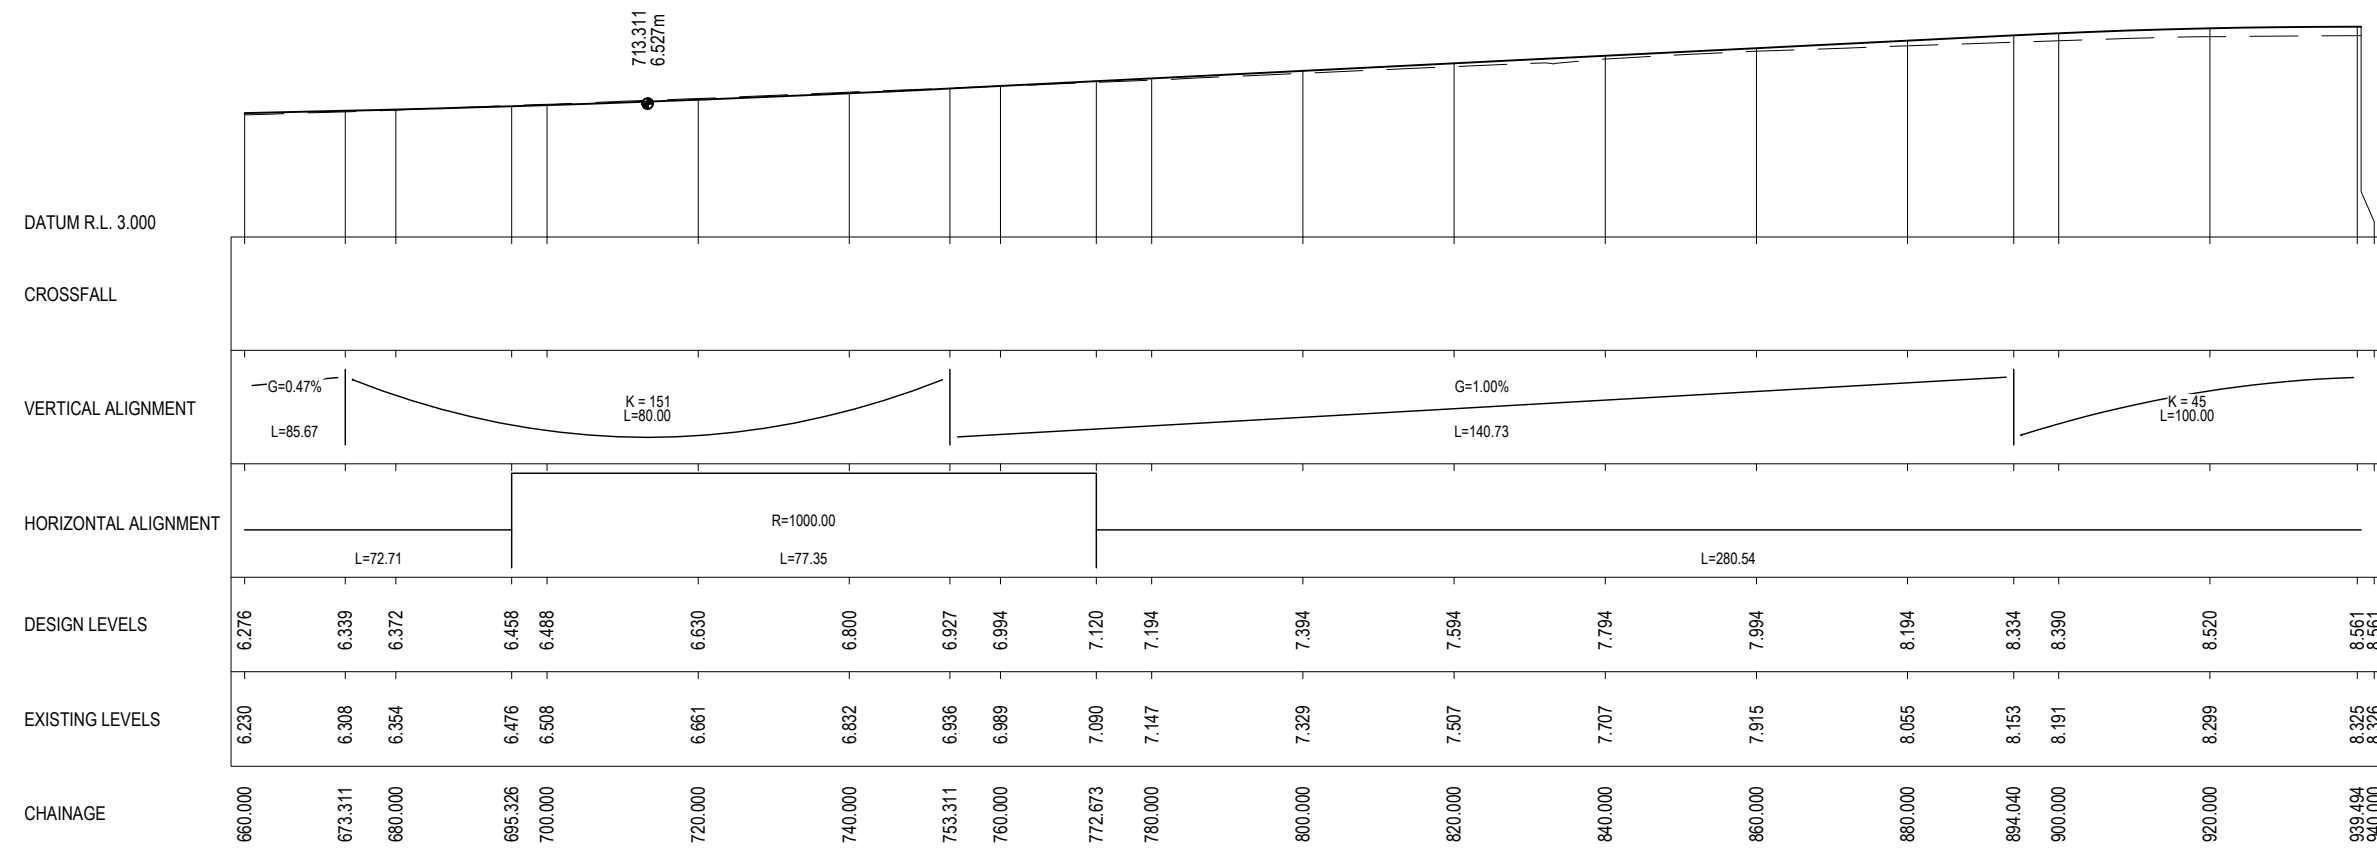 713.311
6.527m
DATUM R.L. 3.000
CROSSFALL
VERTICAL ALIGNMENT
G=0.47%
L=85.67
K = 151
L=80.00
G=1.00%
L=140.73
K = 45
L=100.00
HORIZONTAL ALIGNMENT
L=72.71
R=1000.00
L=77.35
L=280.54
DESIGN LEVELS 6.276 6.339 6.372 6.458 6.488 6.630 6.800 6.927 6.994 7.120 7.194 7.394 7.594 7.794 7.994 8.194 8.334 8.390 8.520 8.561 8.561
EXISTING LEVELS 6.230 6.308 6.354 6.476 6.508 6.661 6.832 6.936 6.989 7.090 7.147 7.329 7.507 7.707 7.915 8.055 8.153 8.191 8.299 8.325 8.326
CHAINAGE 660.000 673.311 680.000 695.326 700.000 720.000 740.000 753.311 760.000 772.673 780.000 800.000 820.000 840.000 860.000 880.000 894.040 900.000 920.000 939.494 940.000